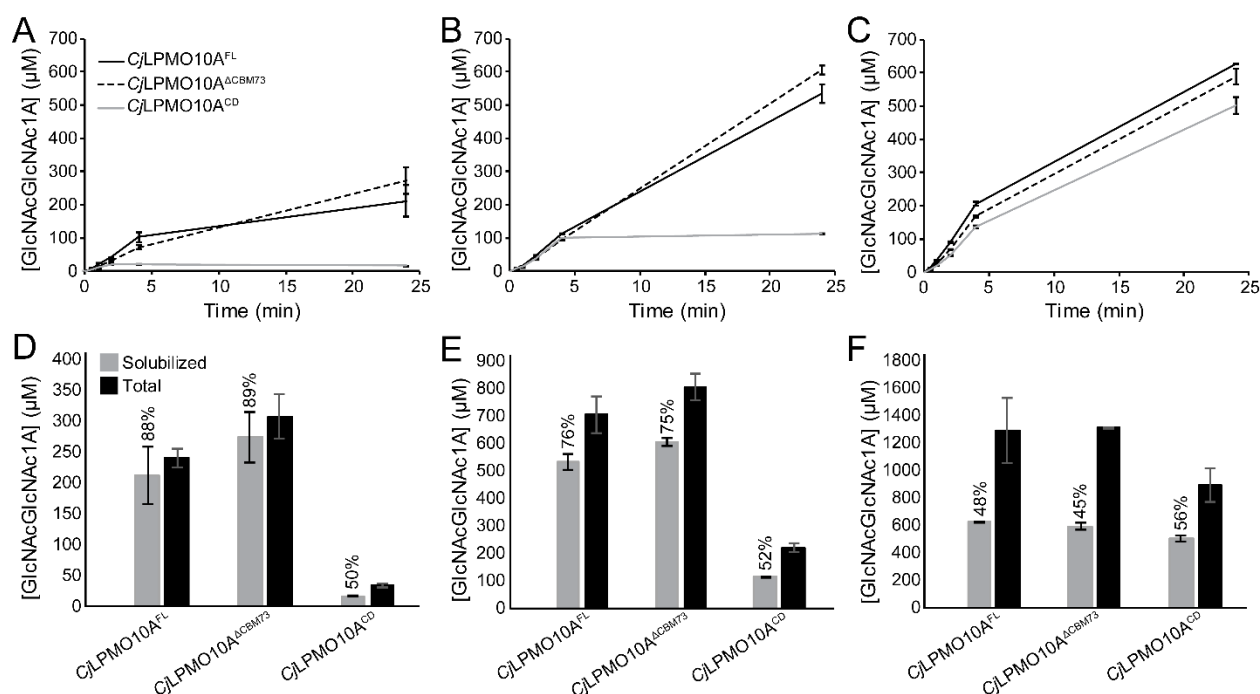 A
[GlcNAcGlcNAc1A] (µM)
700
600
500
400
300
200
100
0
0 5 10 15 20 25
Time (min)
CjLPMO10A^FL
CjLPMO10A^ΔCBM73
CjLPMO10A^CD
B
[GlcNAcGlcNAc1A] (µM)
700
600
500
400
300
200
100
0
0 5 10 15 20 25
Time (min)
C
[GlcNAcGlcNAc1A] (µM)
700
600
500
400
300
200
100
0
0 5 10 15 20 25
Time (min)
D
[GlcNAcGlcNAc1A] (µM)
400
350
300
250
200
150
100
50
0
Solubilized
Total
88%
89%
50%
CjLPMO10A^FL
CjLPMO10A^ΔCBM73
CjLPMO10A^CD
E
[GlcNAcGlcNAc1A] (µM)
900
800
700
600
500
400
300
200
100
0
76%
75%
52%
CjLPMO10A^FL
CjLPMO10A^ΔCBM73
CjLPMO10A^CD
F
[GlcNAcGlcNAc1A] (µM)
1800
1600
1400
1200
1000
800
600
400
200
0
48%
45%
56%
CjLPMO10A^FL
CjLPMO10A^ΔCBM73
CjLPMO10A^CD